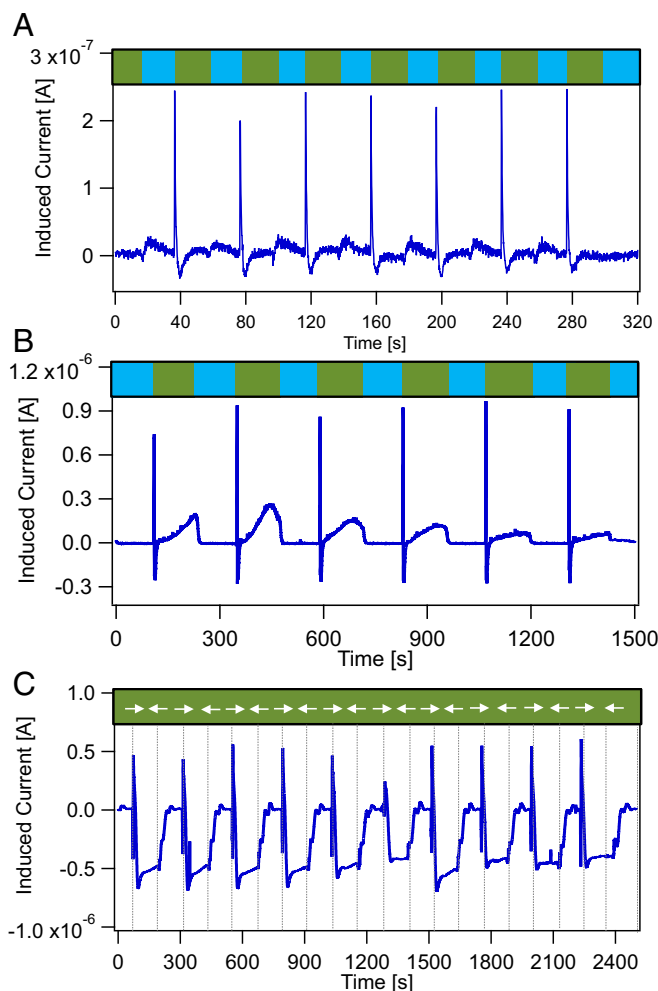 A
3 x10⁻⁷
2
1
0
Induced Current [A]
0 40 80 120 160 200 240 280 320
Time [s]
B
1.2 x10⁻⁶
0.9
0.6
0.3
0.0
-0.3
Induced Current [A]
0 300 600 900 1200 1500
Time [s]
C
1.0
0.5
0.0
-0.5
-1.0 x10⁻⁶
Induced Current [A]
0 300 600 900 1200 1500 1800 2100 2400
Time [s]